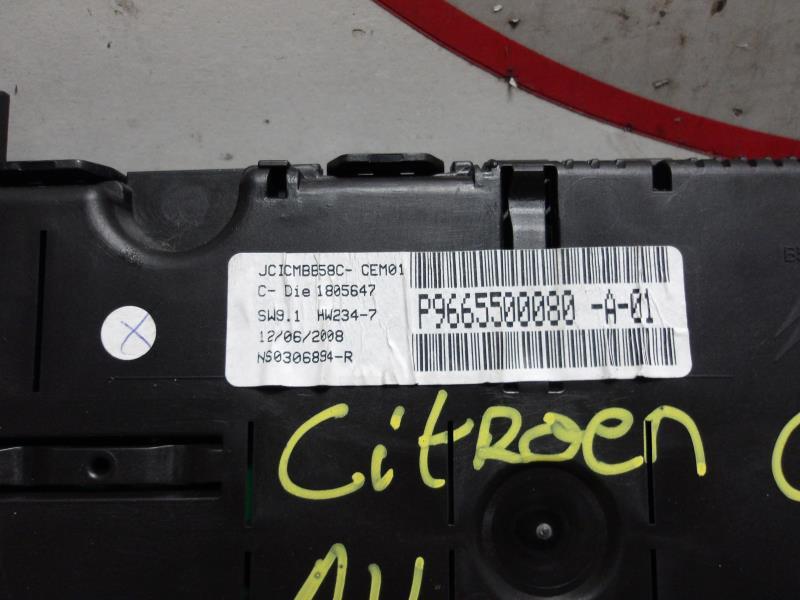 JCICMBB58C- CEM01
C- Die 1805647
SW9.1 HW234-7
12/06/2008
NS0306894-R
P9665500080 -A-01
X
Citroen